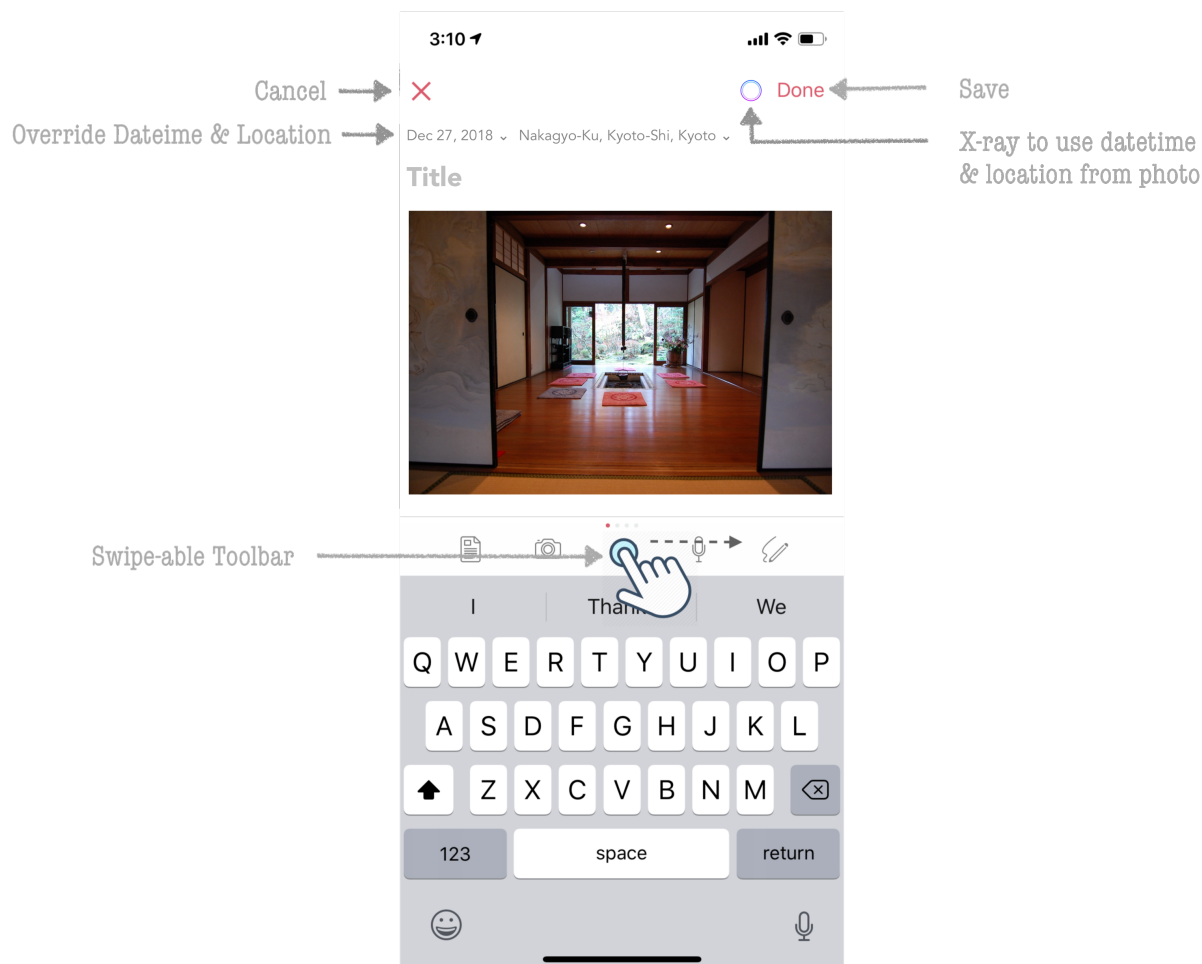 3:10
Cancel
Done
Save
Override Dateime & Location
Dec 27, 2018
Nakagyo-Ku, Kyoto-Shi, Kyoto
X-ray to use datetime
& location from photo
Title
Swipe-able Toolbar
I
We
Q W E R T Y U I O P
A S D F G H J K L
Z X C V B N M
123
space
return